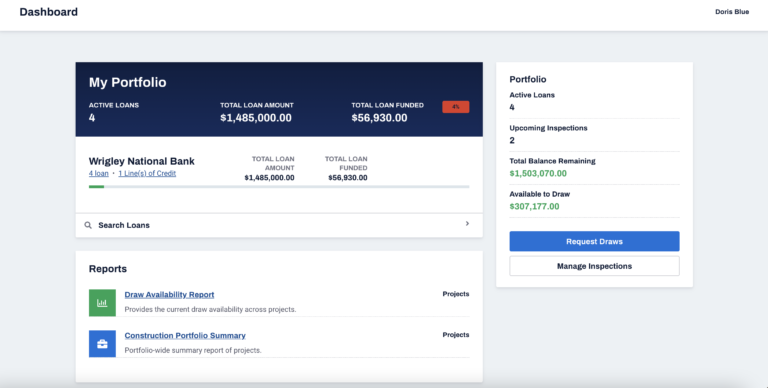 Dashboard
Doris Blue
My Portfolio
ACTIVE LOANS
4
TOTAL LOAN AMOUNT
$1,485,000.00
TOTAL LOAN FUNDED
$56,930.00
4%
Wrigley National Bank
4 loan • 1 Line(s) of Credit
TOTAL LOAN
AMOUNT
$1,485,000.00
TOTAL LOAN
FUNDED
$56,930.00
Search Loans
Reports
Draw Availability Report
Projects
Provides the current draw availability across projects.
Construction Portfolio Summary
Projects
Portfolio-wide summary report of projects.
Portfolio
Active Loans
4
Upcoming Inspections
2
Total Balance Remaining
$1,503,070.00
Available to Draw
$307,177.00
Request Draws
Manage Inspections